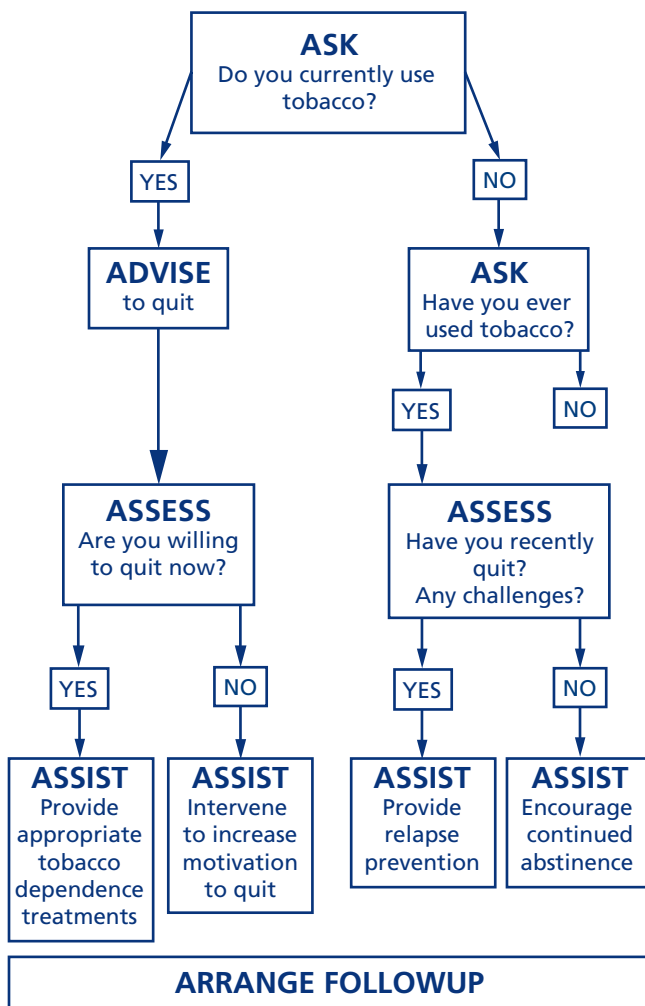 ASK
Do you currently use
tobacco?
YES
NO
ADVISE
to quit
ASK
Have you ever
used tobacco?
YES
NO
ASSESS
Are you willing
to quit now?
ASSESS
Have you recently
quit?
Any challenges?
YES
NO
YES
NO
ASSIST
Provide
appropriate
tobacco
dependence
treatments
ASSIST
Intervene
to increase
motivation
to quit
ASSIST
Provide
relapse
prevention
ASSIST
Encourage
continued
abstinence
ARRANGE FOLLOWUP